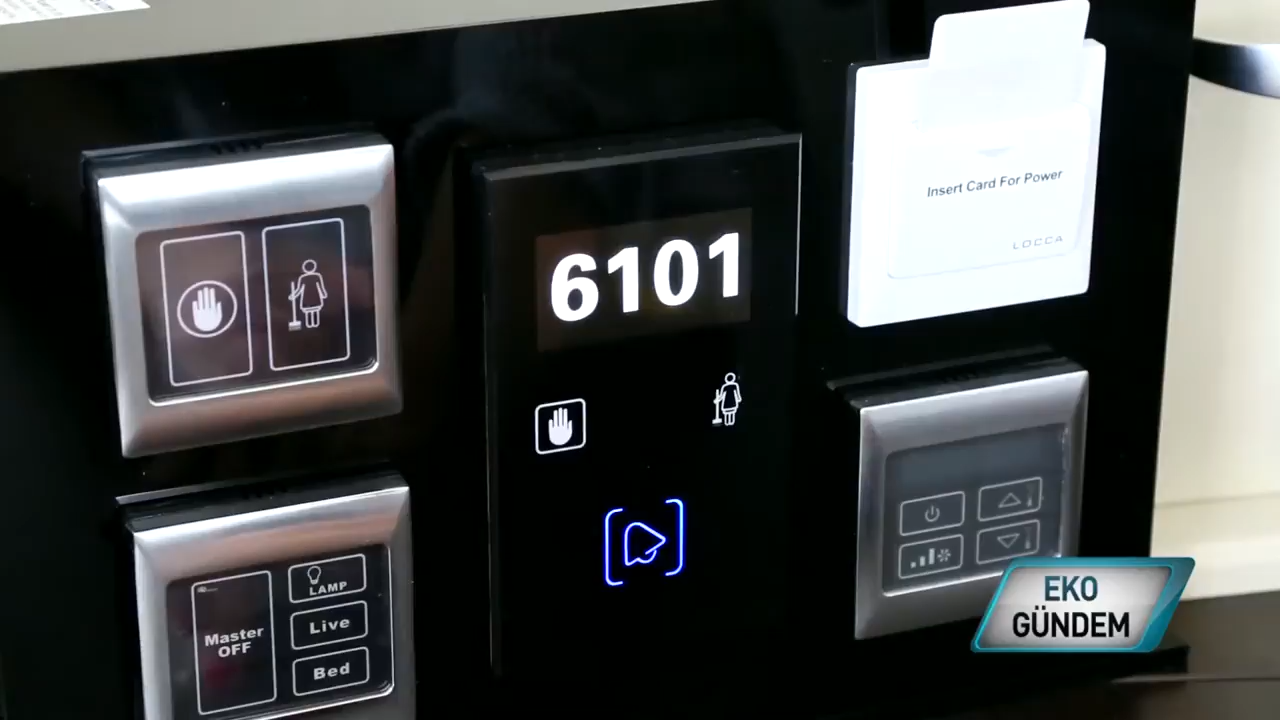 6101
Insert Card For Power
LOCCA
Master
OFF
LAMP
Live
Bed
EKO
GÜNDEM